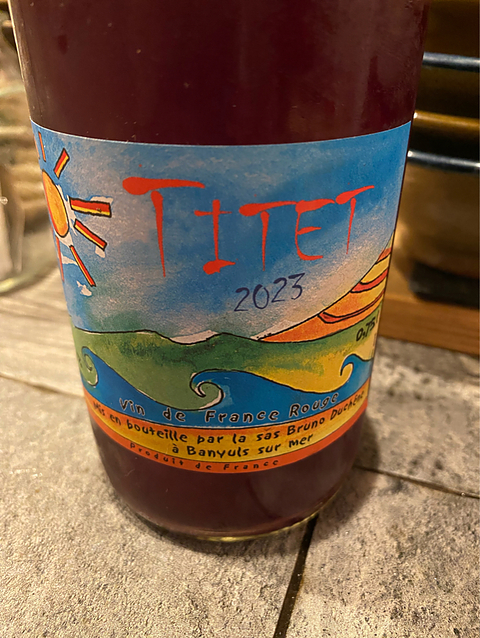 TITET
2023
0,75
Vin de France Rouge
Mis en bouteille par la sas Bruno Duchêne
à Banyuls sur mer
Produit de France